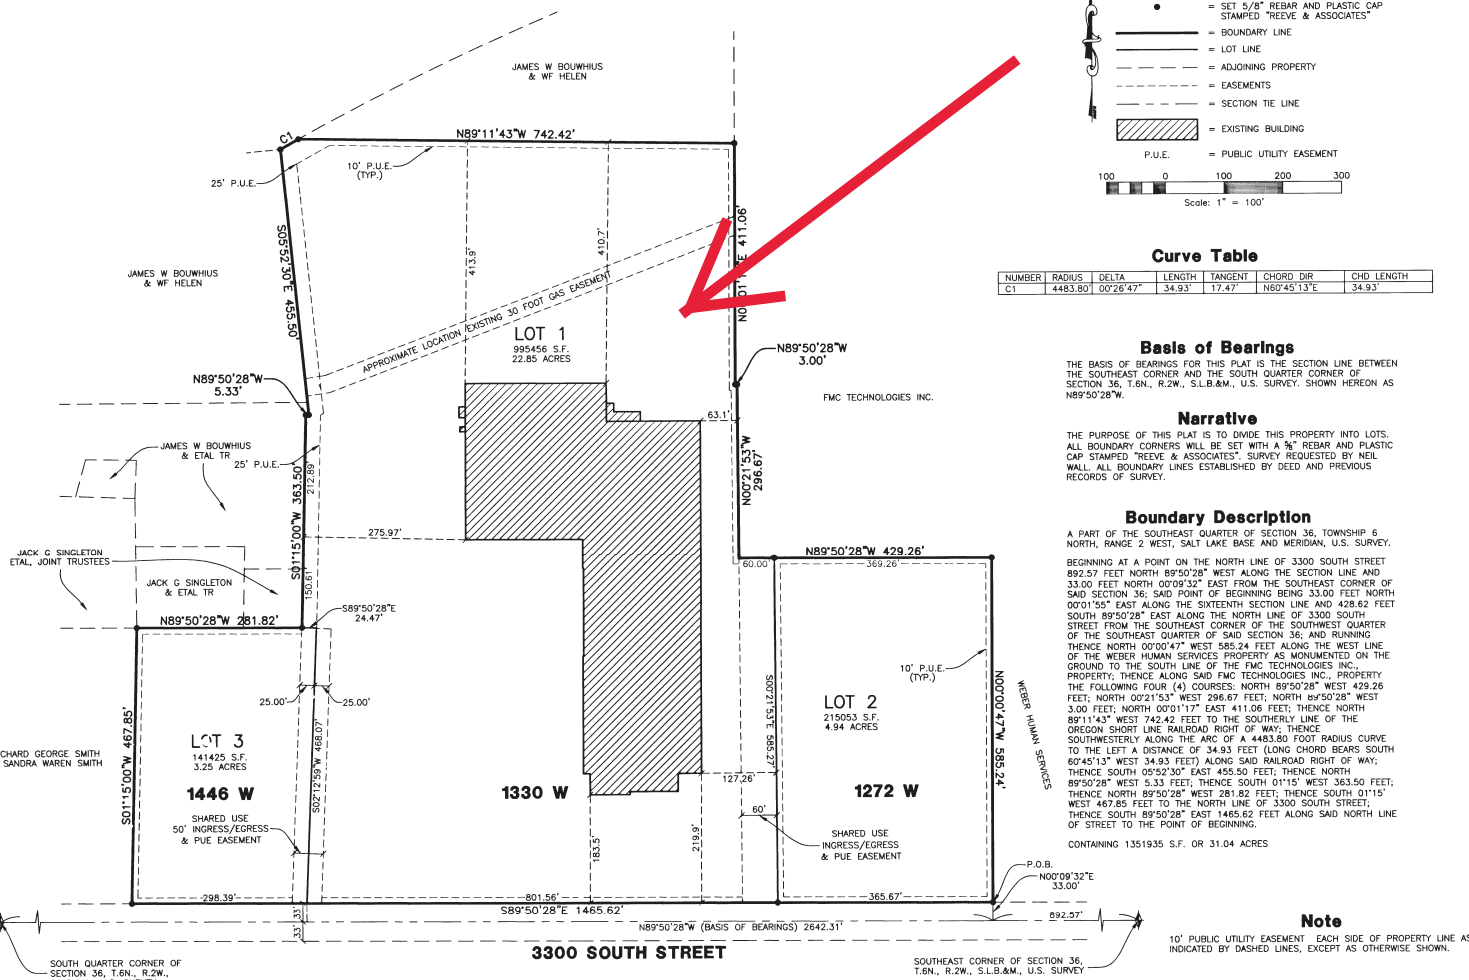 = SET 5/8" REBAR AND PLASTIC CAP
STAMPED "REEVE & ASSOCIATES"
= BOUNDARY LINE
= LOT LINE
= ADJOINING PROPERTY
= EASEMENTS
= SECTION TIE LINE
= EXISTING BUILDING
P.U.E. = PUBLIC UTILITY EASEMENT
100 0 100 200 300
Scale: 1" = 100'
JAMES W BOUWHIUS
& WF HELEN
C1
N89°11'43"W 742.42'
10' P.U.E.
(TYP.)
25' P.U.E.
S05°52'30"E 455.50'
JAMES W BOUWHIUS
& WF HELEN
413.9'
410.7'
411.06'
APPROXIMATE LOCATION EXISTING 30 FOOT GAS EASEMENT
LOT 1
995456 S.F.
22.85 ACRES
N89°50'28"W
3.00'
N89°50'28"W
5.33'
FMC TECHNOLOGIES INC.
63.1'
JAMES W BOUWHIUS
& ETAL TR
25' P.U.E.
212.89'
S01°15'00"W 363.50'
N00°21'53"W
296.67'
275.97'
JACK G SINGLETON
ETAL, JOINT TRUSTEES
JACK G SINGLETON
& ETAL TR
150.61'
N89°50'28"W 429.26'
60.00'
369.26'
S89°50'28"E
24.47'
N89°50'28"W 281.82'
10' P.U.E.
(TYP.)
25.00'
25.00'
LOT 2
215053 S.F.
4.94 ACRES
S00°21'53"E 585.27'
N00°00'47"W 585.24'
WEBER HUMAN SERVICES
S01°15'00"W 467.85'
S02°12'59"W 468.07'
LOT 3
141425 S.F.
3.25 ACRES
CHARD GEORGE SMITH
SANDRA WAREN SMITH
127.26'
1446 W
1330 W
1272 W
60'
SHARED USE
50' INGRESS/EGRESS
& PUE EASEMENT
SHARED USE
INGRESS/EGRESS
& PUE EASEMENT
183.5'
219.9'
P.O.B.
N00°09'32"E
33.00'
298.39'
801.56'
365.67'
S89°50'28"E 1465.62'
33'
33'
892.57'
N89°50'28"W (BASIS OF BEARINGS) 2642.31'
3300 SOUTH STREET
SOUTH QUARTER CORNER OF
SECTION 36, T.6N., R.2W.,
SOUTHEAST CORNER OF SECTION 36,
T.6N., R.2W., S.L.B.&M., U.S. SURVEY
Curve Table
NUMBER RADIUS DELTA LENGTH TANGENT CHORD DIR CHD LENGTH
C1 4483.80' 00°26'47" 34.93' 17.47' N60°45'13"E 34.93'
Basis of Bearings
THE BASIS OF BEARINGS FOR THIS PLAT IS THE SECTION LINE BETWEEN
THE SOUTHEAST CORNER AND THE SOUTH QUARTER CORNER OF
SECTION 36, T.6N., R.2W., S.L.B.&M., U.S. SURVEY. SHOWN HEREON AS
N89°50'28"W.
Narrative
THE PURPOSE OF THIS PLAT IS TO DIVIDE THIS PROPERTY INTO LOTS.
ALL BOUNDARY CORNERS WILL BE SET WITH A ⅝" REBAR AND PLASTIC
CAP STAMPED "REEVE & ASSOCIATES". SURVEY REQUESTED BY NEIL
WALL. ALL BOUNDARY LINES ESTABLISHED BY DEED AND PREVIOUS
RECORDS OF SURVEY.
Boundary Description
A PART OF THE SOUTHEAST QUARTER OF SECTION 36, TOWNSHIP 6
NORTH, RANGE 2 WEST, SALT LAKE BASE AND MERIDIAN, U.S. SURVEY.
BEGINNING AT A POINT ON THE NORTH LINE OF 3300 SOUTH STREET
892.57 FEET NORTH 89°50'28" WEST ALONG THE SECTION LINE AND
33.00 FEET NORTH 00°09'32" EAST FROM THE SOUTHEAST CORNER OF
SAID SECTION 36; SAID POINT OF BEGINNING BEING 33.00 FEET NORTH
00°01'55" EAST ALONG THE SIXTEENTH SECTION LINE AND 428.62 FEET
SOUTH 89°50'28" EAST ALONG THE NORTH LINE OF 3300 SOUTH
STREET FROM THE SOUTHEAST CORNER OF THE SOUTHWEST QUARTER
OF THE SOUTHEAST QUARTER OF SAID SECTION 36; AND RUNNING
THENCE NORTH 00°00'47" WEST 585.24 FEET ALONG THE WEST LINE
OF THE WEBER HUMAN SERVICES PROPERTY AS MONUMENTED ON THE
GROUND TO THE SOUTH LINE OF THE FMC TECHNOLOGIES INC.,
PROPERTY; THENCE ALONG SAID FMC TECHNOLOGIES INC., PROPERTY
THE FOLLOWING FOUR (4) COURSES: NORTH 89°50'28" WEST 429.26
FEET; NORTH 00°21'53" WEST 296.67 FEET; NORTH 89°50'28" WEST
3.00 FEET; NORTH 00°01'17" EAST 411.06 FEET; THENCE NORTH
89°11'43" WEST 742.42 FEET TO THE SOUTHERLY LINE OF THE
OREGON SHORT LINE RAILROAD RIGHT OF WAY; THENCE
SOUTHWESTERLY ALONG THE ARC OF A 4483.80 FOOT RADIUS CURVE
TO THE LEFT A DISTANCE OF 34.93 FEET (LONG CHORD BEARS SOUTH
60°45'13" WEST 34.93 FEET) ALONG SAID RAILROAD RIGHT OF WAY;
THENCE SOUTH 05°52'30" EAST 455.50 FEET; THENCE NORTH
89°50'28" WEST 5.33 FEET; THENCE SOUTH 01°15' WEST 363.50 FEET;
THENCE NORTH 89°50'28" WEST 281.82 FEET; THENCE SOUTH 01°15'
WEST 467.85 FEET TO THE NORTH LINE OF 3300 SOUTH STREET;
THENCE SOUTH 89°50'28" EAST 1465.62 FEET ALONG SAID NORTH LINE
OF STREET TO THE POINT OF BEGINNING.
CONTAINING 1351935 S.F. OR 31.04 ACRES
Note
10' PUBLIC UTILITY EASEMENT EACH SIDE OF PROPERTY LINE AS
INDICATED BY DASHED LINES, EXCEPT AS OTHERWISE SHOWN.